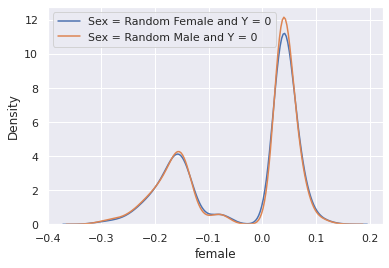 Sex = Random Female and Y = 0
Sex = Random Male and Y = 0
Density
12
10
8
6
4
2
0
−0.4 −0.3 −0.2 −0.1 0.0 0.1 0.2
female